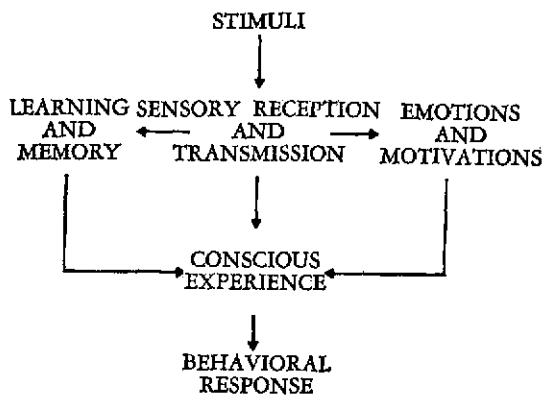 STIMULI
LEARNING
AND
MEMORY
SENSORY RECEPTION
AND
TRANSMISSION
EMOTIONS
AND
MOTIVATIONS
CONSCIOUS
EXPERIENCE
BEHAVIORAL
RESPONSE